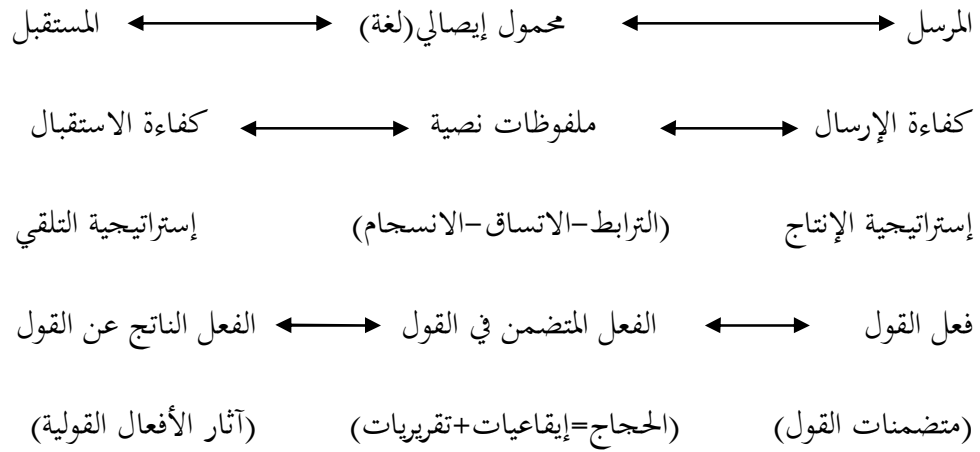 المرسل محمول إيصالي(لغة) المستقبل
كفاءة الإرسال ملفوظات نصية كفاءة الاستقبال
إستراتيجية الإنتاج (الترابط-الاتساق-الانسجام) إستراتيجية التلقي
فعل القول الفعل المتضمن في القول الفعل الناتج عن القول
(متضمنات القول) (الحجاج=إيقاعيات+تقريريات) (آثار الأفعال القولية)